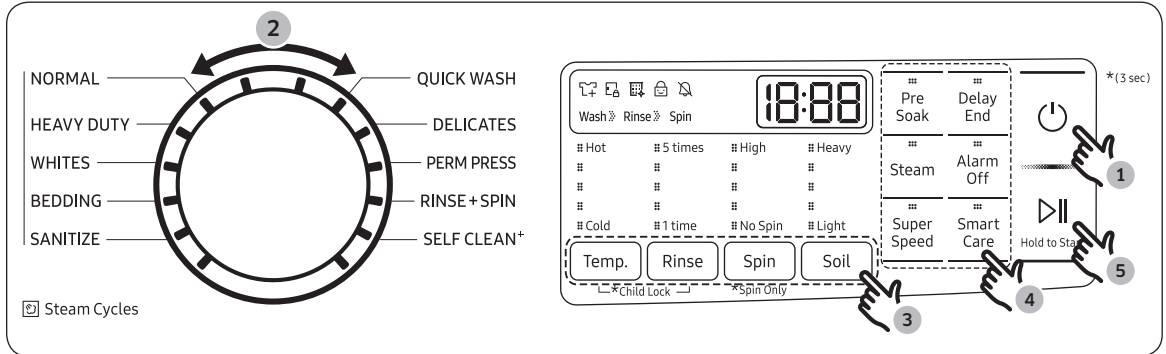 2
NORMAL
HEAVY DUTY
WHITES
BEDDING
SANITIZE
QUICK WASH
DELICATES
PERM PRESS
RINSE+SPIN
SELF CLEAN+
Steam Cycles
Wash Rinse Spin
18:88
Hot 5 times High Heavy
Cold 1 time No Spin Light
Temp. Rinse Spin Soil
*Child Lock *Spin Only
3
Pre Soak
Delay End
Steam
Alarm Off
Super Speed
Smart Care
4
*(3 sec)
1
Hold to Start
5